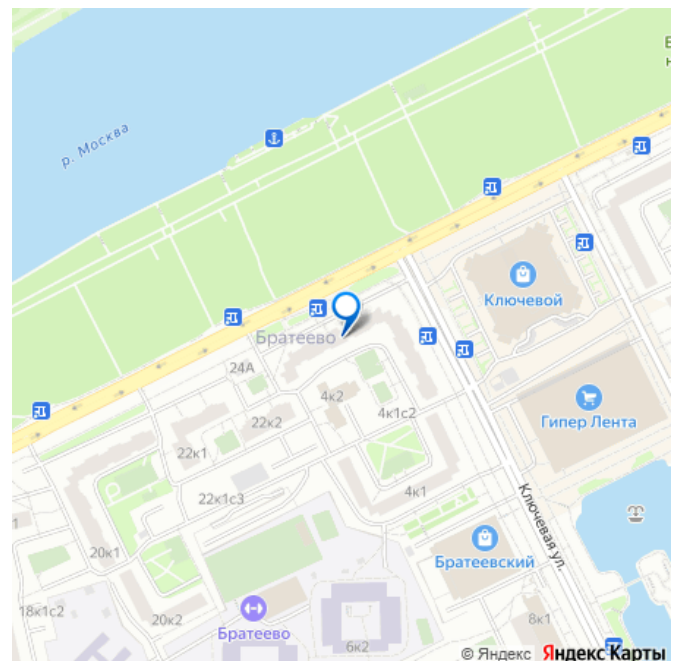 р. Москва
Ключевой
Братеево
24А
Гипер Лента
4к2
22к2
4к1с2
22к1
22к1с3
4к1
Ключевая ул.
20к1
Братеевский
18к1с2
20к2
Братеево
8к1
6к2
© Яндекс Яндекс Карты